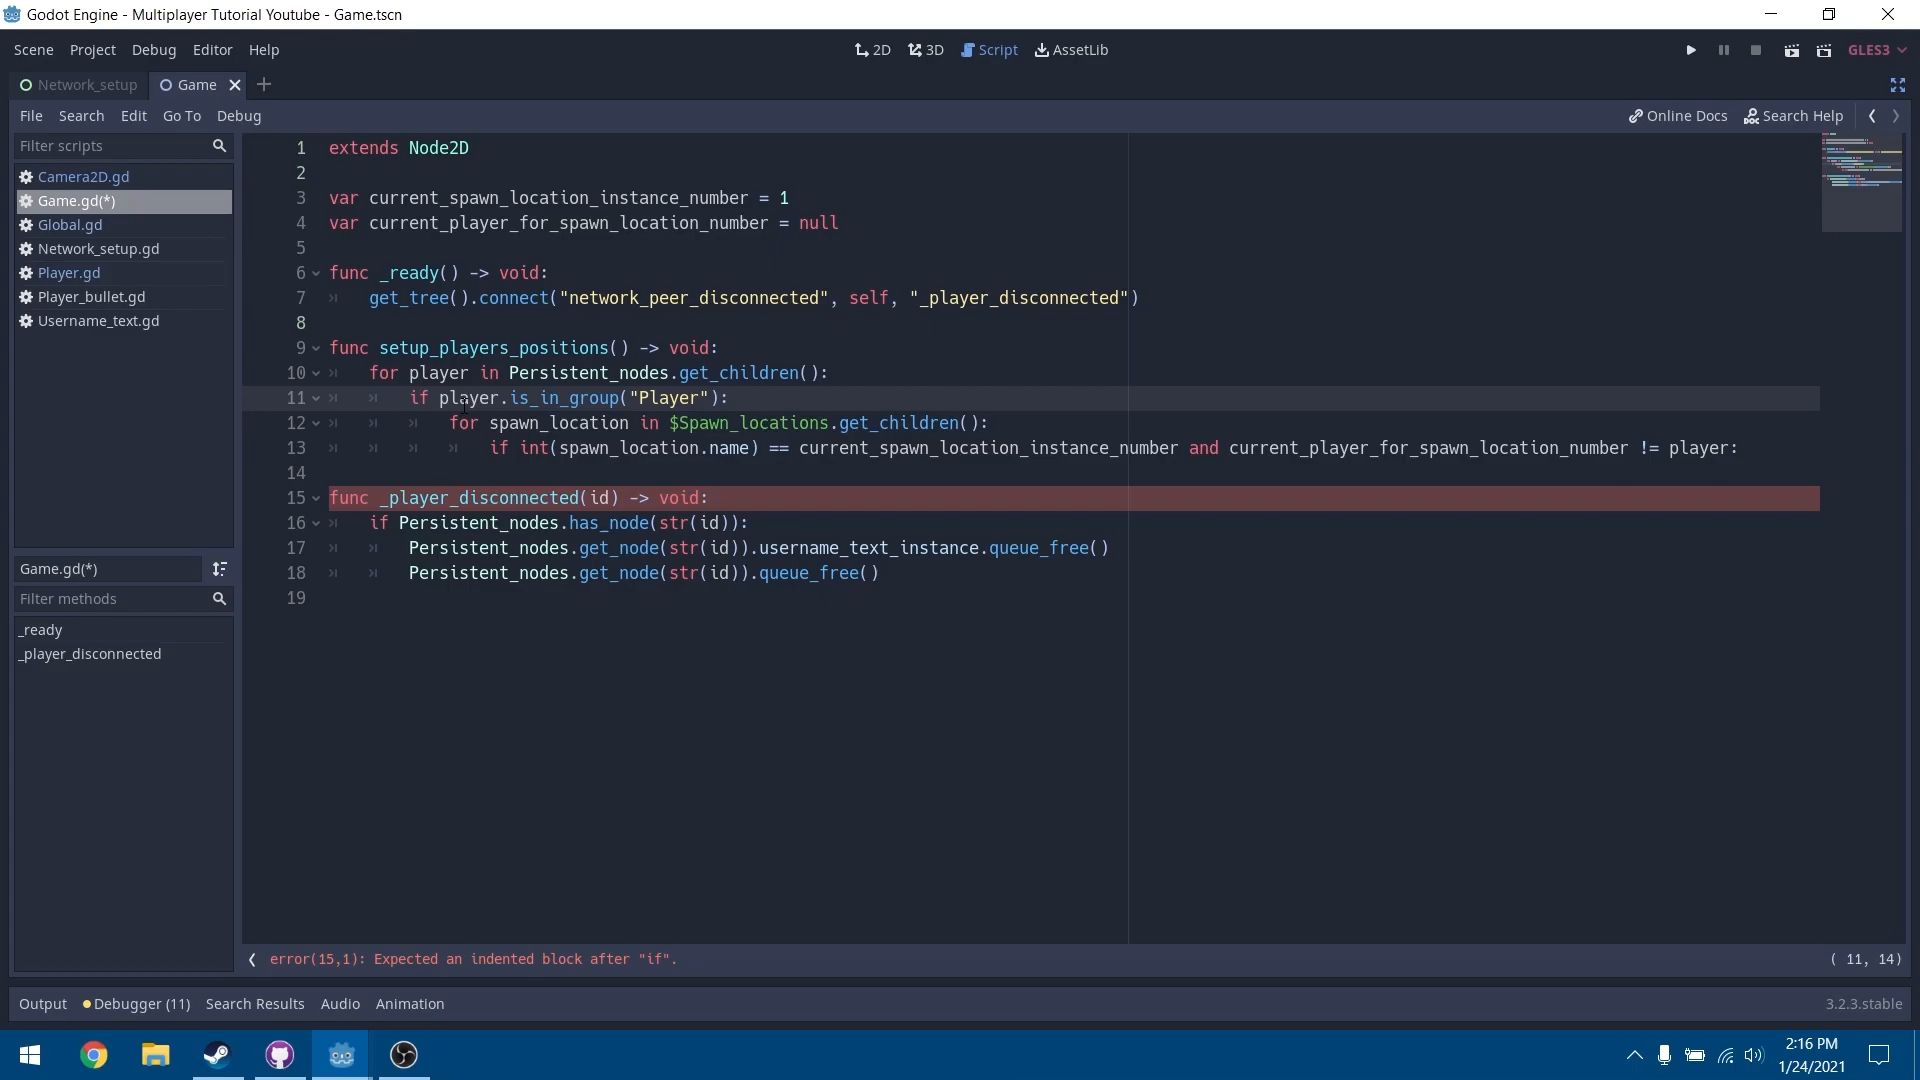 Godot Engine - Multiplayer Tutorial Youtube - Game.tscn
Scene Project Debug Editor Help 2D 3D Script AssetLib GLES3
Network_setup Game
File Search Edit Go To Debug Online Docs Search Help
Filter scripts
Camera2D.gd
Game.gd(*)
Global.gd
Network_setup.gd
Player.gd
Player_bullet.gd
Username_text.gd
Game.gd(*)
Filter methods
_ready
_player_disconnected
1 extends Node2D
2
3 var current_spawn_location_instance_number = 1
4 var current_player_for_spawn_location_number = null
5
6 func _ready() -> void:
7 get_tree().connect("network_peer_disconnected", self, "_player_disconnected")
8
9 func setup_players_positions() -> void:
10 for player in Persistent_nodes.get_children():
11 if player.is_in_group("Player"):
12 for spawn_location in $Spawn_locations.get_children():
13 if int(spawn_location.name) == current_spawn_location_instance_number and current_player_for_spawn_location_number != player:
14
15 func _player_disconnected(id) -> void:
16 if Persistent_nodes.has_node(str(id)):
17 Persistent_nodes.get_node(str(id)).username_text_instance.queue_free()
18 Persistent_nodes.get_node(str(id)).queue_free()
19
error(15,1): Expected an indented block after "if". ( 11, 14)
Output Debugger (11) Search Results Audio Animation 3.2.3.stable
2:16 PM
1/24/2021